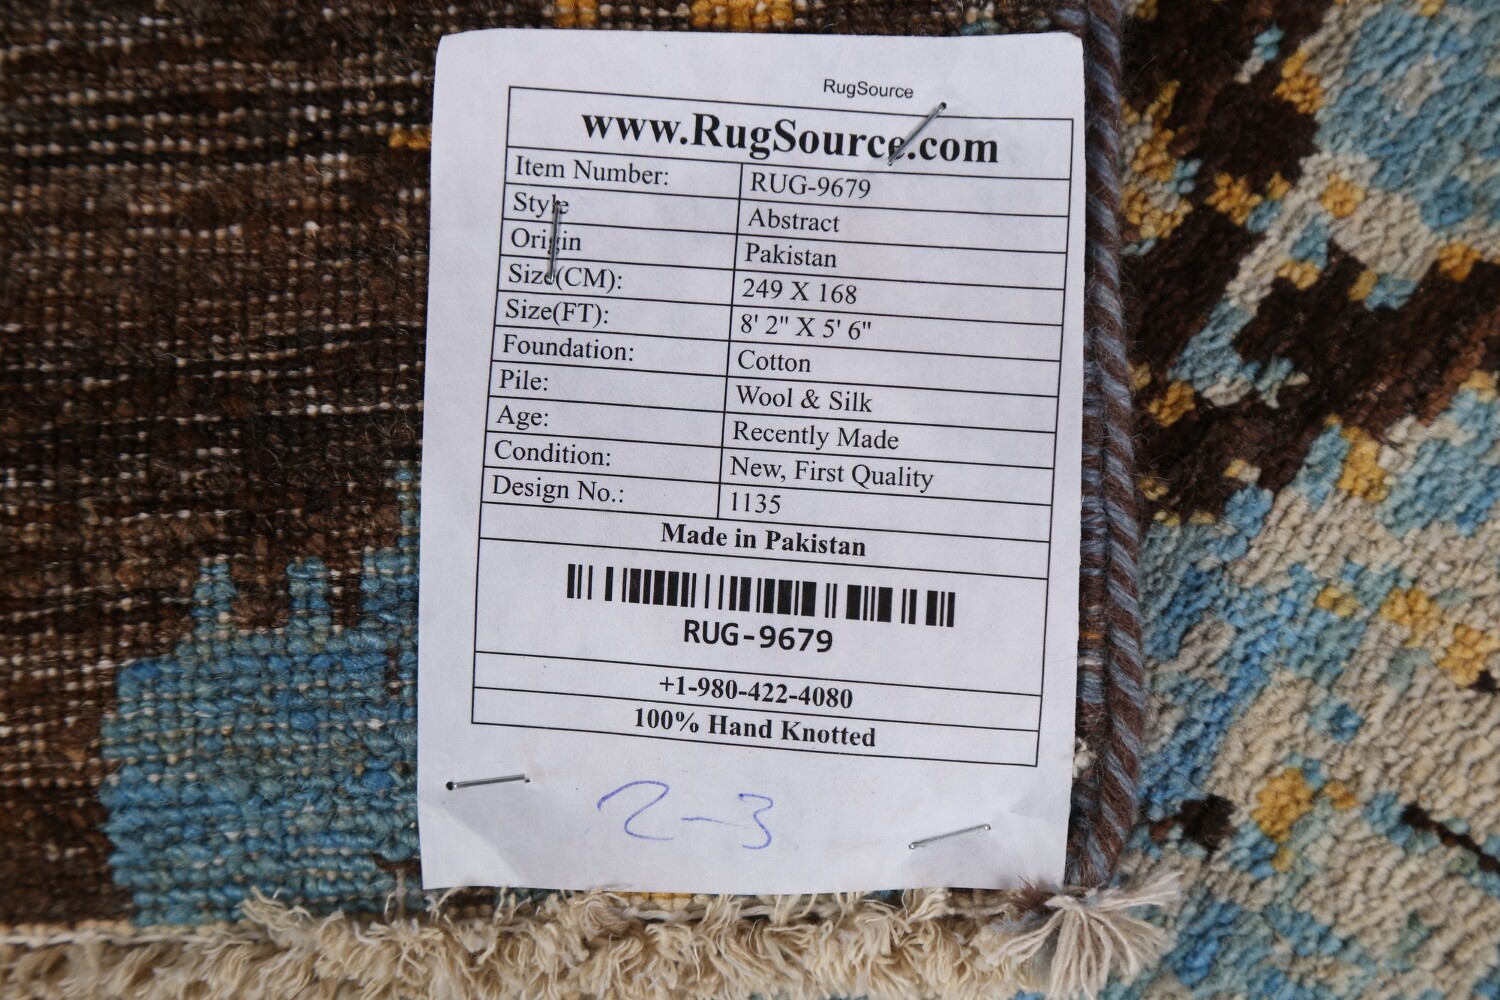 RugSource
www.RugSource.com
Item Number: RUG-9679
Style Abstract
Origin Pakistan
Size(CM): 249 X 168
Size(FT): 8' 2" X 5' 6"
Foundation: Cotton
Pile: Wool & Silk
Age: Recently Made
Condition: New, First Quality
Design No.: 1135
Made in Pakistan
RUG-9679
+1-980-422-4080
100% Hand Knotted
2-3